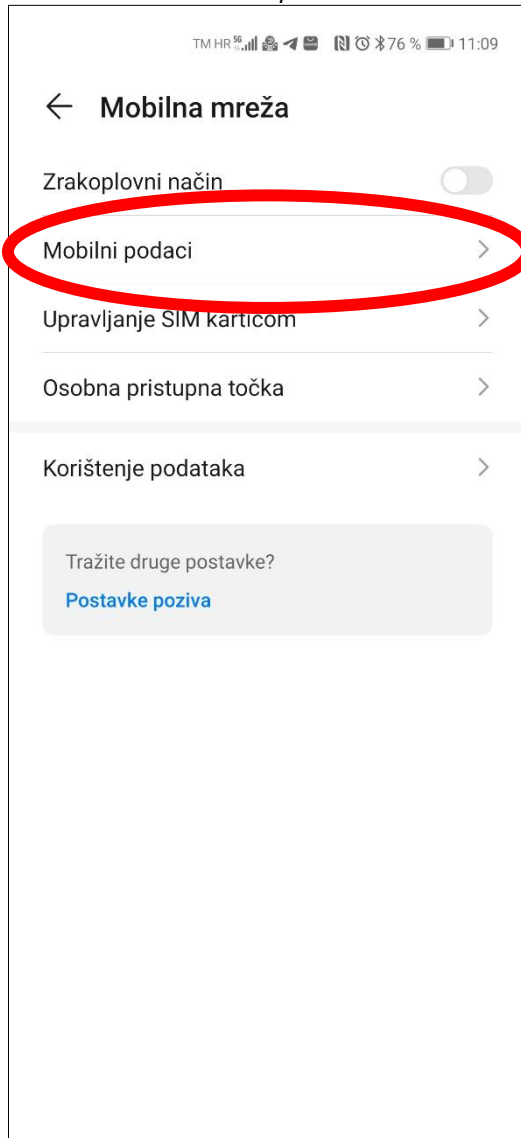 TM HR 5G 76 % 11:09
Mobilna mreža
Zrakoplovni način
Mobilni podaci
Upravljanje SIM karticom
Osobna pristupna točka
Korištenje podataka
Tražite druge postavke?
Postavke poziva